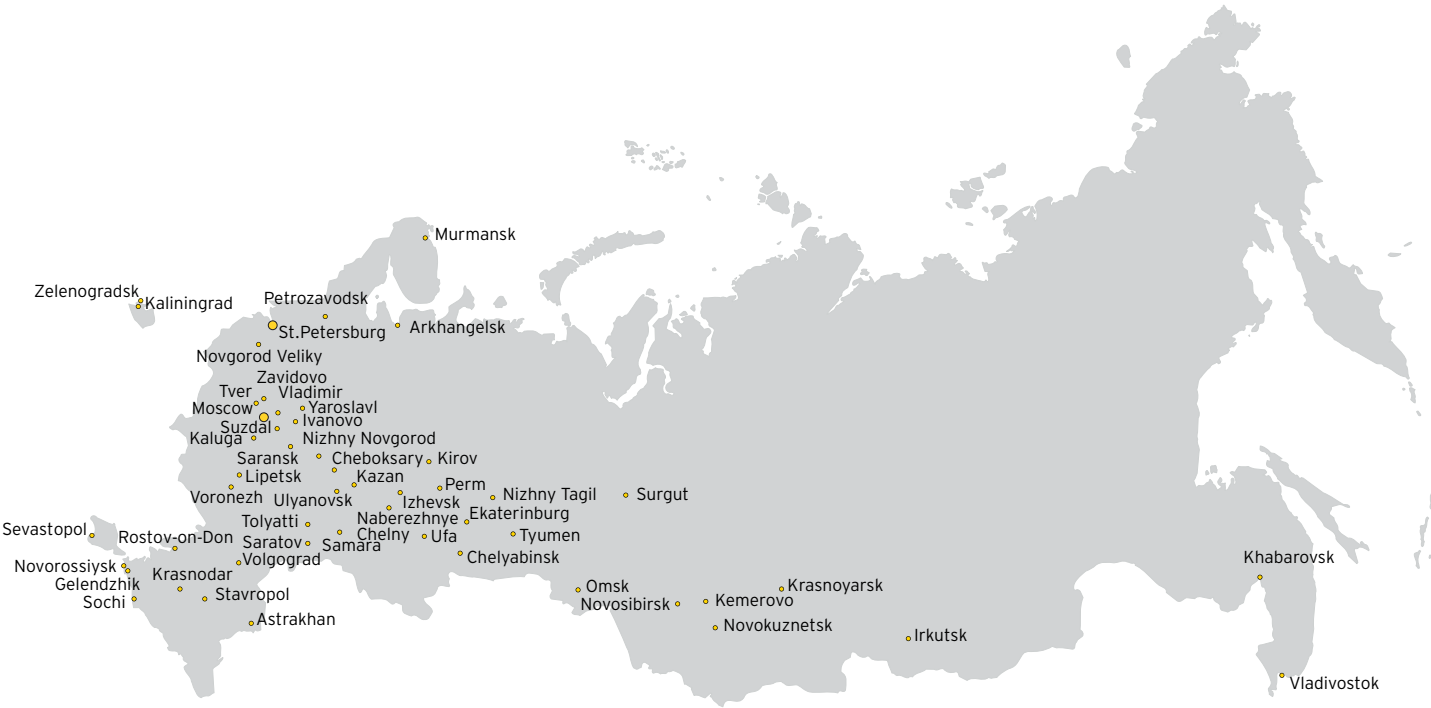 Murmansk
Zelenogradsk
Kaliningrad
Petrozavodsk
St.Petersburg
Arkhangelsk
Novgorod Veliky
Zavidovo
Tver
Vladimir
Moscow
Yaroslavl
Ivanovo
Suzdal
Kaluga
Nizhny Novgorod
Saransk
Cheboksary
Kirov
Lipetsk
Kazan
Perm
Voronezh
Ulyanovsk
Izhevsk
Nizhny Tagil
Surgut
Ekaterinburg
Tolyatti
Naberezhnye
Chelny
Sevastopol
Rostov-on-Don
Saratov
Samara
Ufa
Tyumen
Volgograd
Chelyabinsk
Khabarovsk
Novorossiysk
Krasnodar
Gelendzhik
Omsk
Krasnoyarsk
Sochi
Stavropol
Novosibirsk
Kemerovo
Astrakhan
Novokuznetsk
Irkutsk
Vladivostok